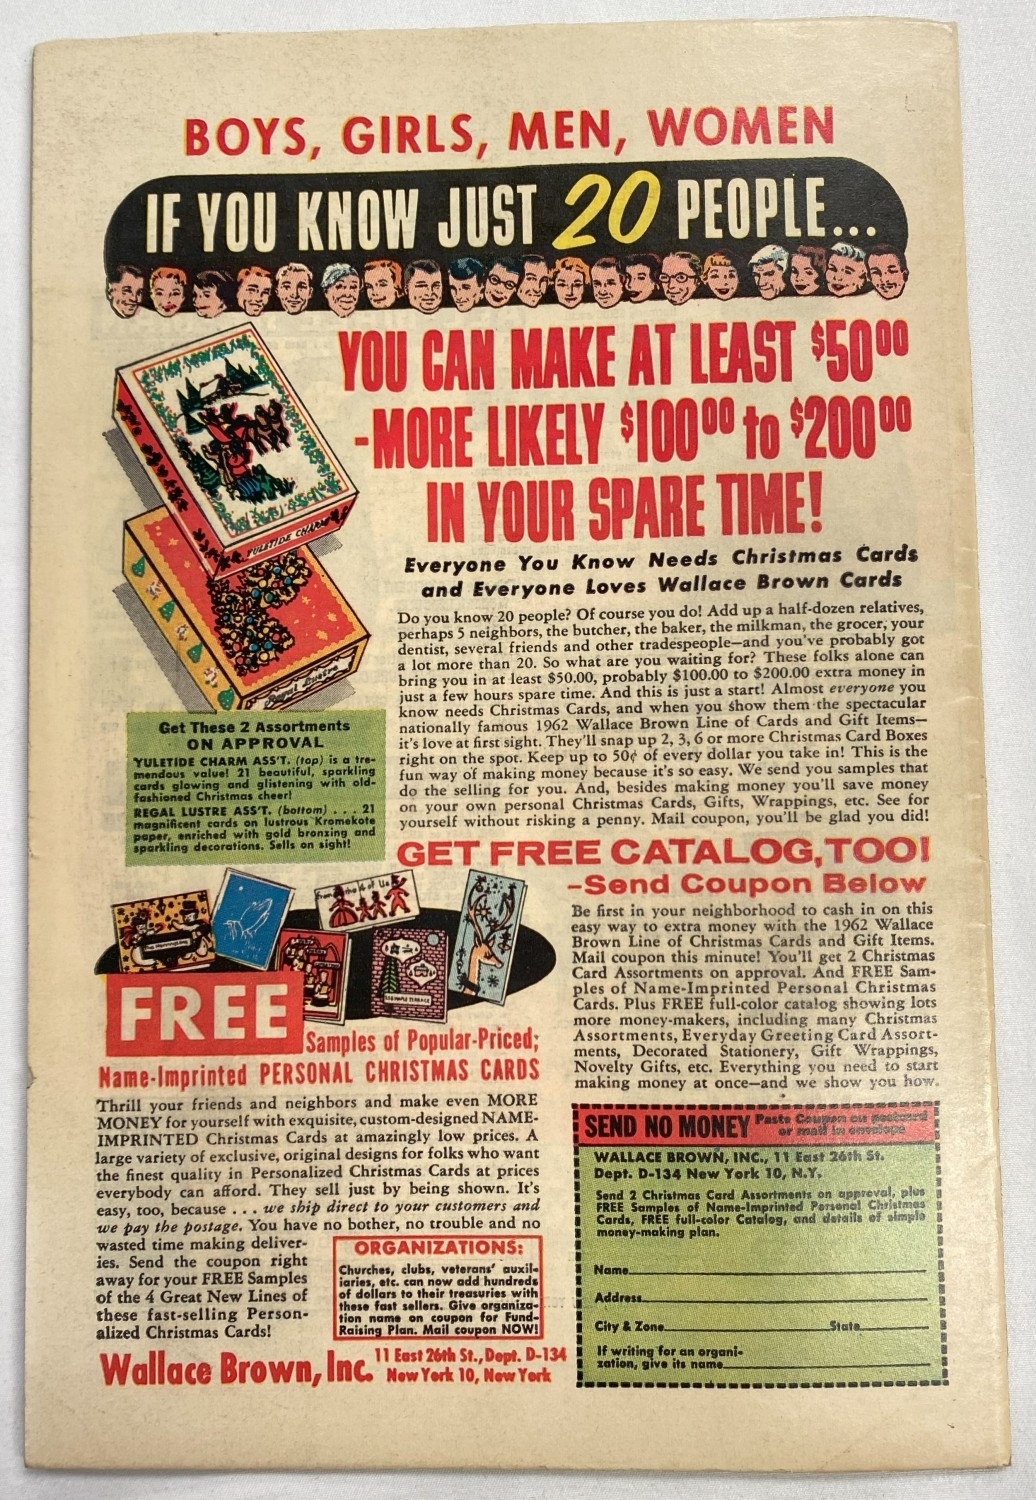 BOYS, GIRLS, MEN, WOMEN
IF YOU KNOW JUST 20 PEOPLE...
YOU CAN MAKE AT LEAST $50⁰⁰
-MORE LIKELY $100⁰⁰ to $200⁰⁰
IN YOUR SPARE TIME!
YULETIDE CHARM
Regal Lustre
Everyone You Know Needs Christmas Cards
and Everyone Loves Wallace Brown Cards
Do you know 20 people? Of course you do! Add up a half-dozen relatives,
perhaps 5 neighbors, the butcher, the baker, the milkman, the grocer, your
dentist, several friends and other tradespeople—and you've probably got
a lot more than 20. So what are you waiting for? These folks alone can
bring you in at least $50.00, probably $100.00 to $200.00 extra money in
just a few hours spare time. And this is just a start! Almost everyone you
know needs Christmas Cards, and when you show them the spectacular
nationally famous 1962 Wallace Brown Line of Cards and Gift Items—
it's love at first sight. They'll snap up 2, 3, 6 or more Christmas Card Boxes
right on the spot. Keep up to 50¢ of every dollar you take in! This is the
fun way of making money because it's so easy. We send you samples that
do the selling for you. And, besides making money you'll save money
on your own personal Christmas Cards, Gifts, Wrappings, etc. See for
yourself without risking a penny. Mail coupon, you'll be glad you did!
Get These 2 Assortments
ON APPROVAL
YULETIDE CHARM ASS'T. (top) is a tre-
mendous value! 21 beautiful, sparkling
cards glowing and glistening with old-
fashioned Christmas cheer!
REGAL LUSTRE ASS'T. (bottom) . . . 21
magnificent cards on lustrous Kromekote
paper, enriched with gold bronzing and
sparkling decorations. Sells on sight!
GET FREE CATALOG, TOO!
-Send Coupon Below
Be first in your neighborhood to cash in on this
easy way to extra money with the 1962 Wallace
Brown Line of Christmas Cards and Gift Items.
Mail coupon this minute! You'll get 2 Christmas
Card Assortments on approval. And FREE Sam-
ples of Name-Imprinted Personal Christmas
Cards. Plus FREE full-color catalog showing lots
more money-makers, including many Christmas
Assortments, Everyday Greeting Card Assort-
ments, Decorated Stationery, Gift Wrappings,
Novelty Gifts, etc. Everything you need to start
making money at once—and we show you how.
From the 4 of Us
FREE
Samples of Popular-Priced;
Name-Imprinted PERSONAL CHRISTMAS CARDS
Thrill your friends and neighbors and make even MORE
MONEY for yourself with exquisite, custom-designed NAME-
IMPRINTED Christmas Cards at amazingly low prices. A
large variety of exclusive, original designs for folks who want
the finest quality in Personalized Christmas Cards at prices
everybody can afford. They sell just by being shown. It's
easy, too, because . . . we ship direct to your customers and
we pay the postage. You have no bother, no trouble and no
wasted time making deliver-
ies. Send the coupon right
away for your FREE Samples
of the 4 Great New Lines of
these fast-selling Person-
alized Christmas Cards!
ORGANIZATIONS:
Churches, clubs, veterans' auxil-
iaries, etc. can now add hundreds
of dollars to their treasuries with
these fast sellers. Give organiza-
tion name on coupon for Fund-
Raising Plan. Mail coupon NOW!
Wallace Brown, Inc. 11 East 26th St., Dept. D-134
New York 10, New York
SEND NO MONEY Paste Coupon on postcard
or mail in envelope
WALLACE BROWN, INC., 11 East 26th St.
Dept. D-134 New York 10, N.Y.
Send 2 Christmas Card Assortments on approval, plus
FREE Samples of Name-Imprinted Personal Christmas
Cards, FREE full-color Catalog, and details of simple
money-making plan.
Name
Address
City & Zone State
If writing for an organi-
zation, give its name